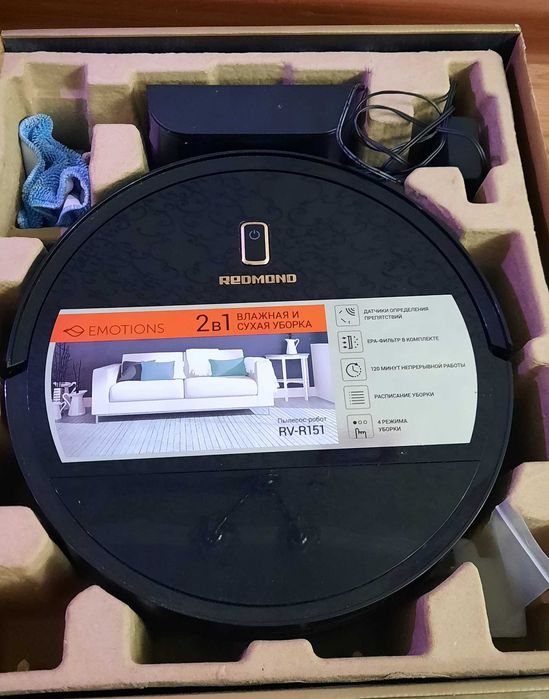 REDMOND
EMOTIONS
2в1 ВЛАЖНАЯ И
СУХАЯ УБОРКА
ДАТЧИКИ ОПРЕДЕЛЕНИЯ
ПРЕПЯТСТВИЙ
EPA-ФИЛЬТР В КОМПЛЕКТЕ
120 МИНУТ НЕПРЕРЫВНОЙ РАБОТЫ
РАСПИСАНИЕ УБОРКИ
4 РЕЖИМА
УБОРКИ
Пылесос-робот
RV-R151